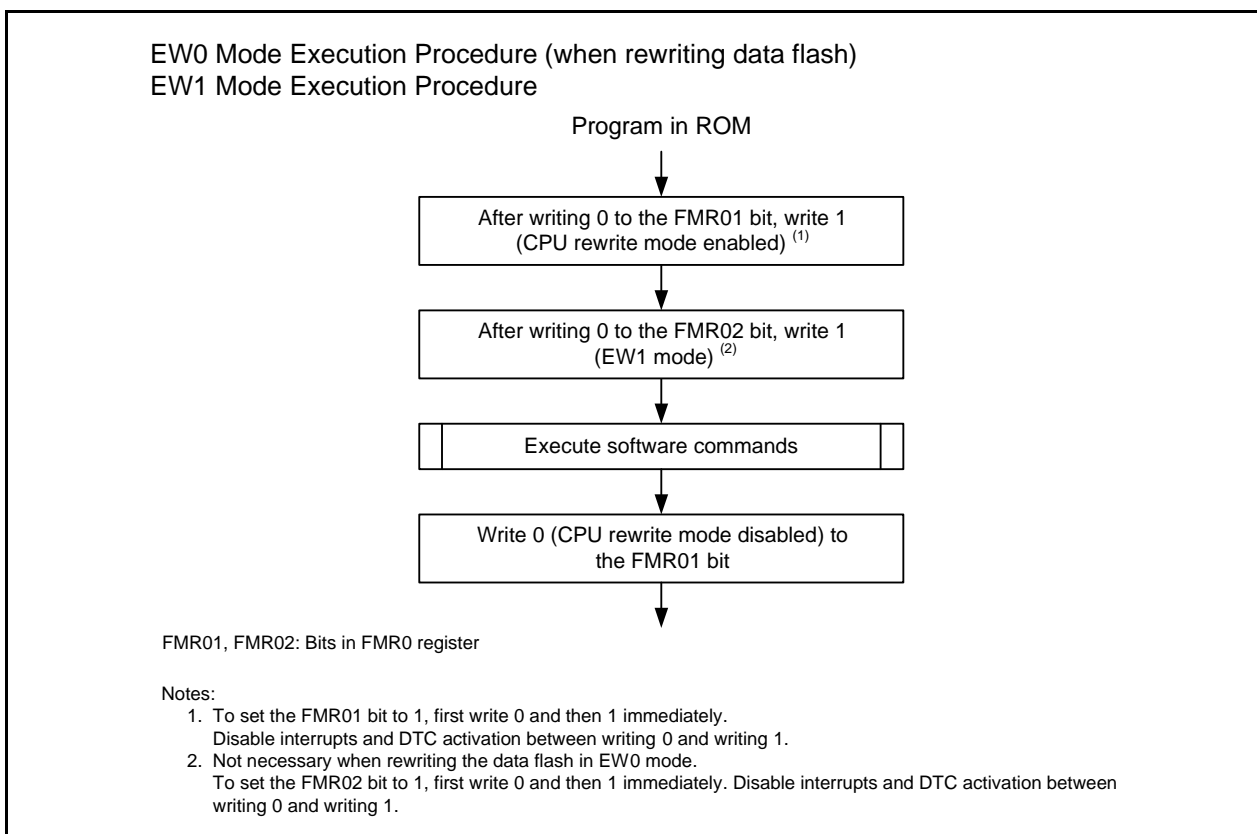 EW0 Mode Execution Procedure (when rewriting data flash)
EW1 Mode Execution Procedure
Program in ROM
After writing 0 to the FMR01 bit, write 1
(CPU rewrite mode enabled) (1)
After writing 0 to the FMR02 bit, write 1
(EW1 mode) (2)
Execute software commands
Write 0 (CPU rewrite mode disabled) to
the FMR01 bit
FMR01, FMR02: Bits in FMR0 register
Notes:
1. To set the FMR01 bit to 1, first write 0 and then 1 immediately.
Disable interrupts and DTC activation between writing 0 and writing 1.
2. Not necessary when rewriting the data flash in EW0 mode.
To set the FMR02 bit to 1, first write 0 and then 1 immediately. Disable interrupts and DTC activation between
writing 0 and writing 1.